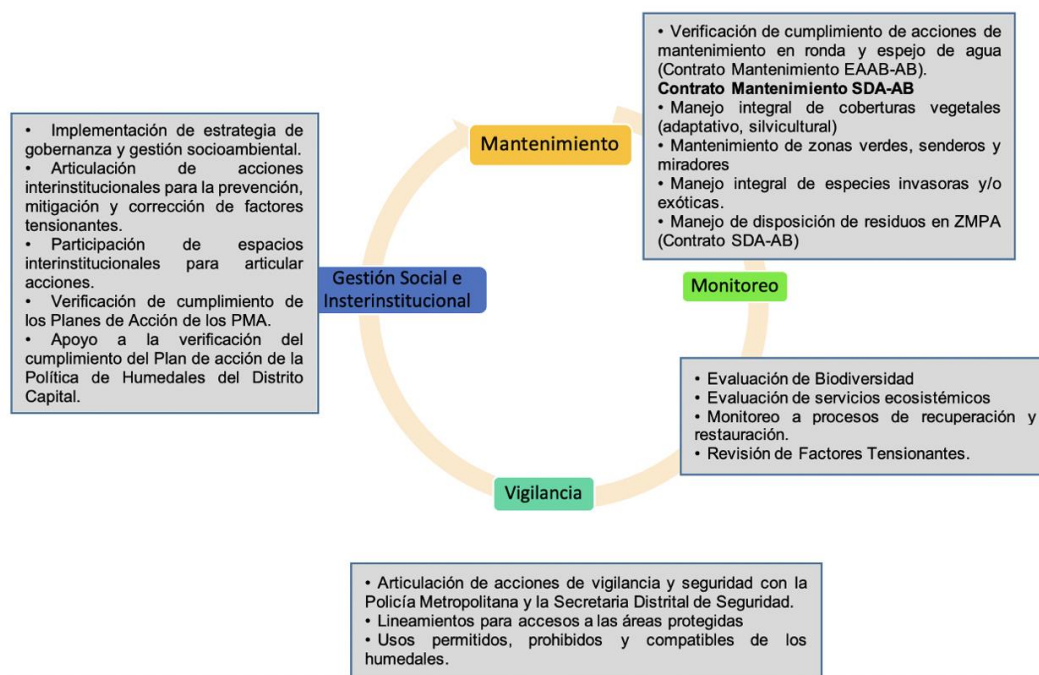 • Verificación de cumplimiento de acciones de
mantenimiento en ronda y espejo de agua
(Contrato Mantenimiento EAAB-AB).
Contrato Mantenimiento SDA-AB
• Manejo integral de coberturas vegetales
(adaptativo, silvicultural)
• Mantenimiento de zonas verdes, senderos y
miradores
• Manejo integral de especies invasoras y/o
exóticas.
• Manejo de disposición de residuos en ZMPA
(Contrato SDA-AB)
Mantenimiento
• Implementación de estrategia de
gobernanza y gestión socioambiental.
• Articulación de acciones
interinstitucionales para la prevención,
mitigación y corrección de factores
tensionantes.
• Participación de espacios
interinstitucionales para articular
acciones.
• Verificación de cumplimiento de
los Planes de Acción de los PMA.
• Apoyo a la verificación del
cumplimiento del Plan de acción de la
Política de Humedales del Distrito
Capital.
Gestión Social e
Insterinstitucional
Monitoreo
• Evaluación de Biodiversidad
• Evaluación de servicios ecosistémicos
• Monitoreo a procesos de recuperación y
restauración.
• Revisión de Factores Tensionantes.
Vigilancia
• Articulación de acciones de vigilancia y seguridad con la
Policía Metropolitana y la Secretaria Distrital de Seguridad.
• Lineamientos para accesos a las áreas protegidas
• Usos permitidos, prohibidos y compatibles de los
humedales.